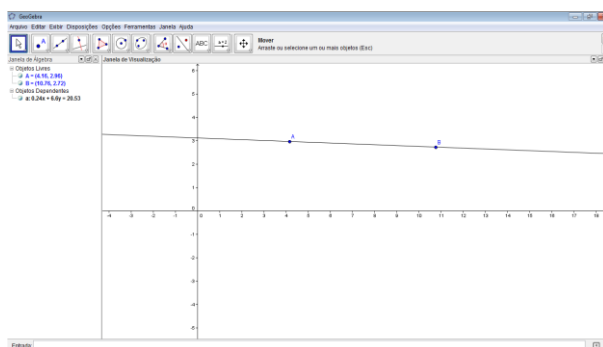 GeoGebra
Arquivo Editar Exibir Disposições Opções Ferramentas Janela Ajuda
A
ABC
a=2
Mover
Arraste ou selecione um ou mais objetos (Esc)
Janela de Álgebra
Janela de Visualização
Objetos Livres
A = (4.16, 2.96)
B = (10.76, 2.72)
Objetos Dependentes
a: 0.24x + 6.6y = 20.53
6
5
4
3
2
1
0
-1
-2
-3
-4
-5
-4 -3 -2 -1 0 1 2 3 4 5 6 7 8 9 10 11 12 13 14 15 16 17 18
A
B
Entrada: